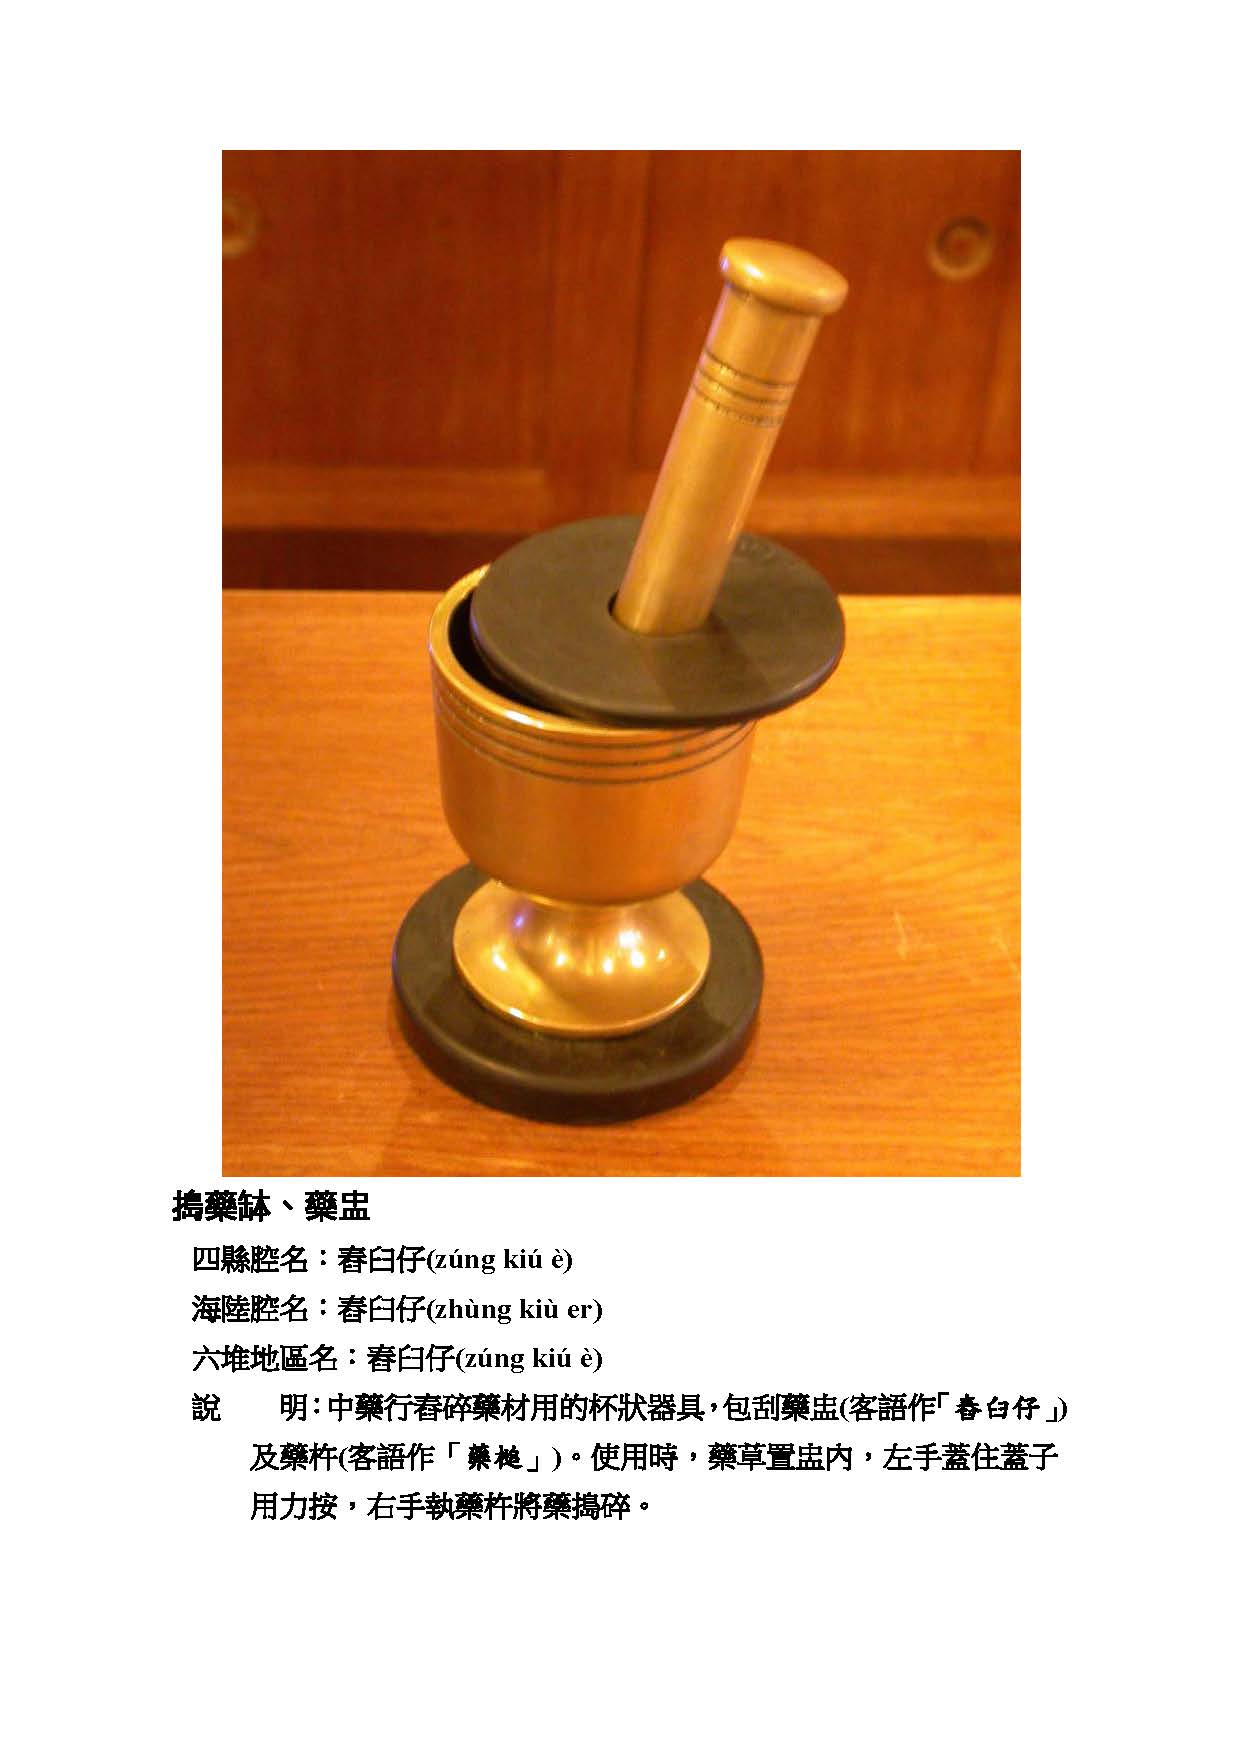 搗藥缽、藥盅
四縣腔名：舂臼仔(zúng kiú è)
海陸腔名：舂臼仔(zhùng kiù er)
六堆地區名：舂臼仔(zúng kiú è)
說　　明：中藥行舂碎藥材用的杯狀器具，包刮藥盅(客語作「舂臼仔」)
及藥杵(客語作「藥槌」)。使用時，藥草置盅內，左手蓋住蓋子
用力按，右手執藥杵將藥搗碎。